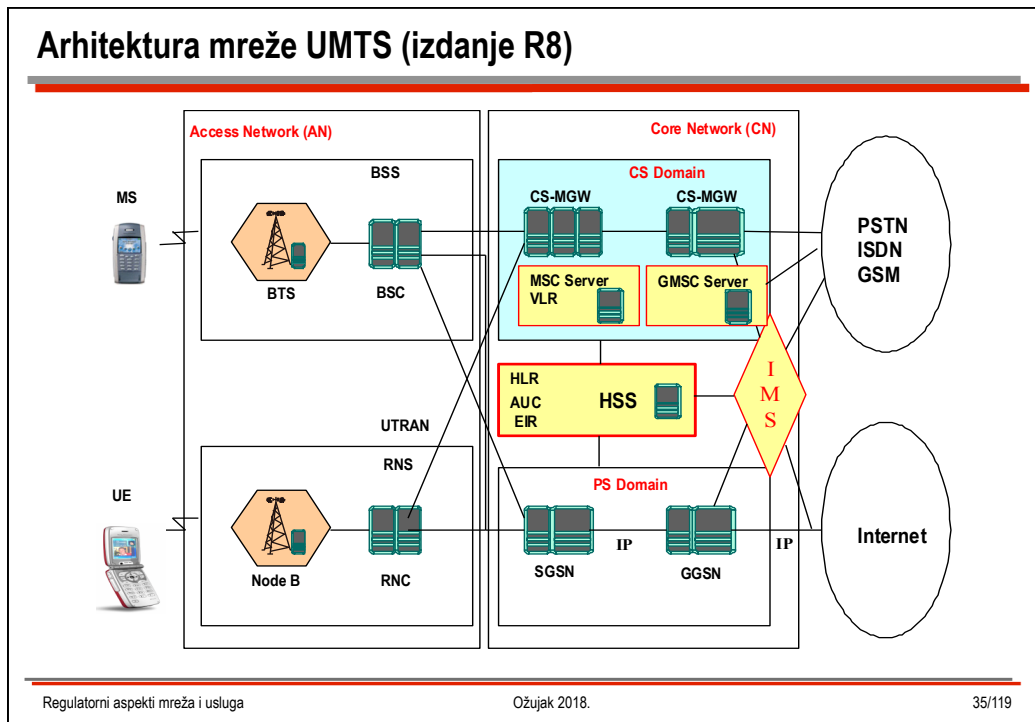 Arhitektura mreže UMTS (izdanje R8)
Access Network (AN)
Core Network (CN)
BSS
CS Domain
MS
CS-MGW
CS-MGW
PSTN
ISDN
GSM
BTS
BSC
MSC Server
VLR
GMSC Server
HLR
AUC
EIR
HSS
I
M
S
UTRAN
RNS
PS Domain
UE
Node B
RNC
SGSN
IP
GGSN
IP
Internet
Regulatorni aspekti mreža i usluga
Ožujak 2018.
35/119